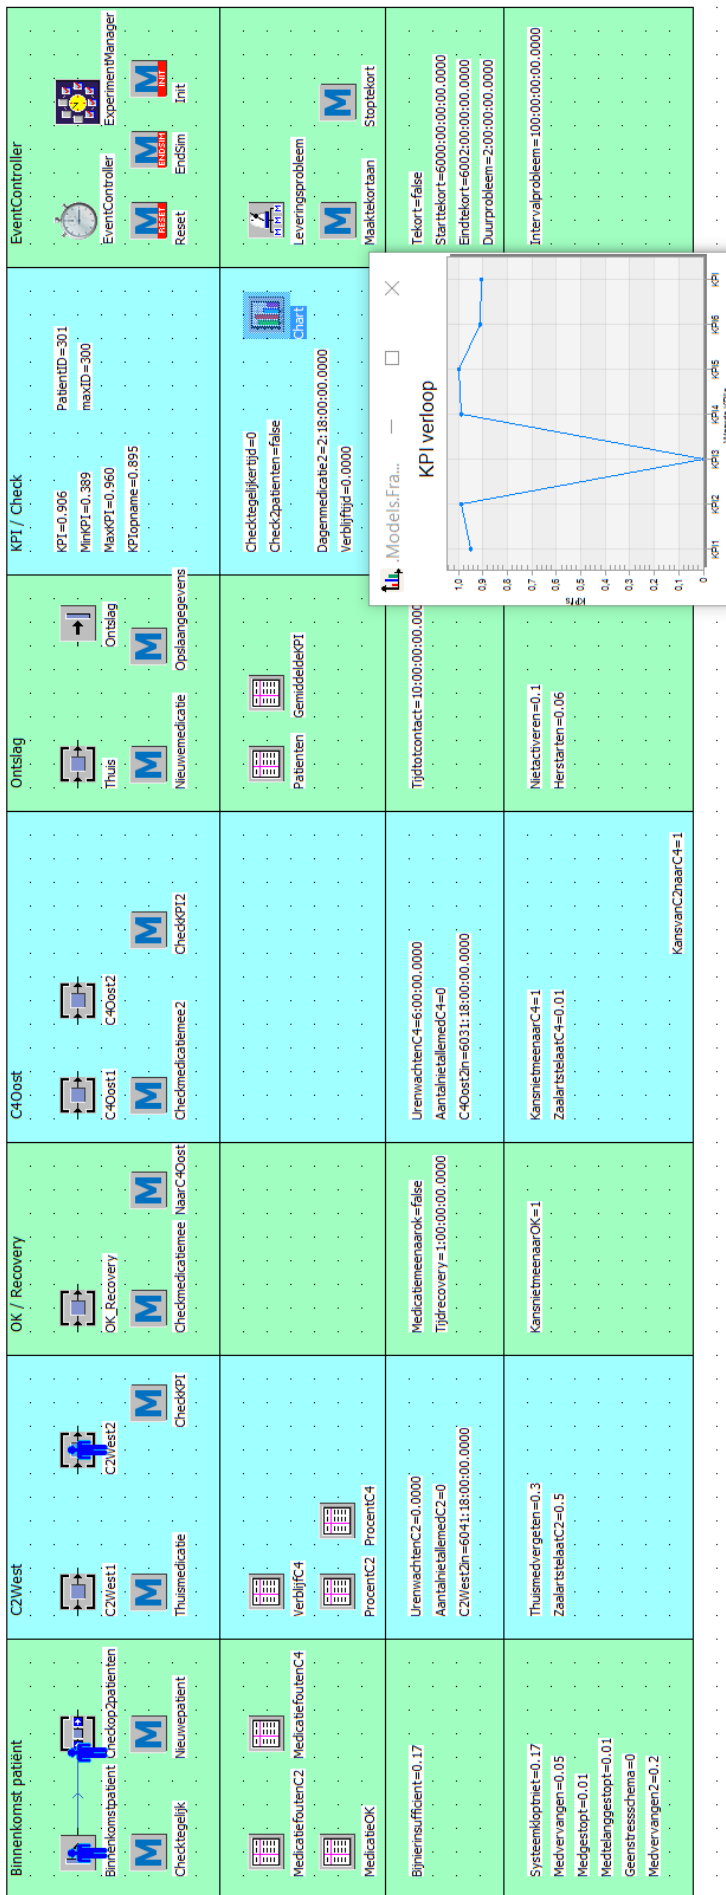 Binnenkomst patiënt
Binnenkomstpatient
Checkop2patienten
Checktegelijk
Nieuwepatient
MedicatiefoutenC2
MedicatiefoutenC4
MedicatieOK
Bijnierinsufficient=0.17
Systeemkloptniet=0.17
Medvervangen=0.05
Medgestopt=0.01
Medtelanggestopt=0.01
Geenstressschema=0
Medvervangen2=0.2
C2West
C2West1
C2West2
Thuismedicatie
CheckKPI
VerblijfC4
ProcentC2
ProcentC4
UrenwachtenC2=0.0000
AantalnietallemedC2=0
C2West2in=6041:18:00:00.0000
Thuismedvergeten=0.3
ZaalartstelaatC2=0.5
OK / Recovery
OK_Recovery
Checkmedicatiemee
NaarC4Oost
Medicatiemeenaarok=false
Tijdrecovery=1:00:00:00.0000
KansnietmeenaarOK=1
C4Oost
C4Oost1
C4Oost2
Checkmedicatiemee2
CheckKPI2
UrenwachtenC4=6:00:00.0000
AantalnietallemedC4=0
C4Oost2in=6031:18:00:00.0000
KansnietmeenaarC4=1
ZaalartstelaatC4=0.01
KansvanC2naarC4=1
Ontslag
Thuis
Ontslag
Nieuwemedicatie
Opslaangegevens
Patienten
GemiddeldeKPI
Tijdtotcontact=10:00:00:00.000
Nietactiveren=0.1
Herstarten=0.06
KPI / Check
KPI=0.906
MinKPI=0.389
MaxKPI=0.960
KPIopname=0.895
PatientID=301
maxID=300
Checktegelijkertijd=0
Check2patienten=false
Chart
Dagenmedicatie2=2:18:00:00.0000
Verblijftijd=0.0000
.Models.Fra...
KPI verloop
1,0
0,9
0,8
0,7
0,6
0,5
0,4
0,3
0,2
0,1
0
KPI1
KPI2
KPI3
KPI4
KPI5
KPI6
KPI
EventController
EventController
ExperimentManager
Reset
EndSim
Init
RESET
ENDSIM
INIT
Leveringsprobleem
Maaktekortaan
Stoptekort
Tekort=false
Starttekort=6000:00:00:00.0000
Eindtekort=6002:00:00:00.0000
Duurprobleem=2:00:00:00.0000
Intervalprobleem=100:00:00:00.0000